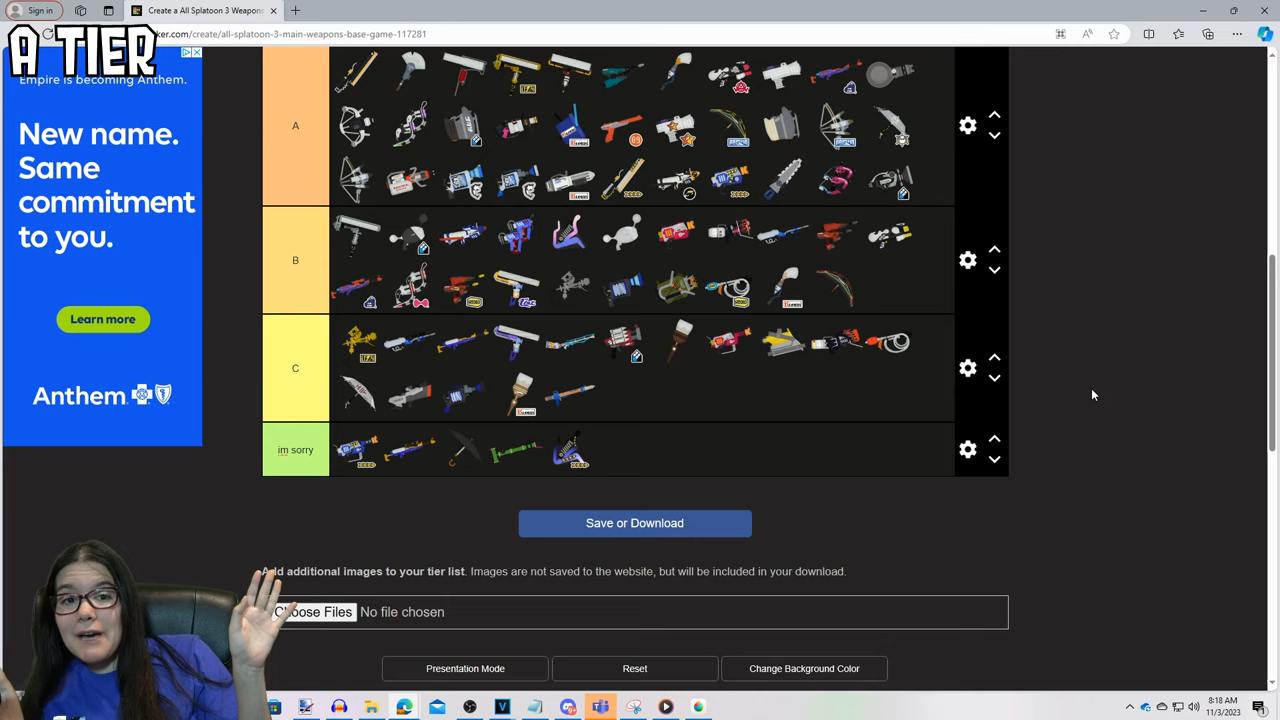 Sign in
Create a All Splatoon 3 Weapons
A TIER
ker.com/create/all-splatoon-3-main-weapons-base-game-117281
Empire is becoming Anthem.
New name.
Same
commitment
to you.
Learn more
Anthem
A
B
C
im sorry
Save or Download
Add additional images to your tier list. Images are not saved to the website, but will be included in your download.
Choose Files No file chosen
Presentation Mode
Reset
Change Background Color
8:18 AM
11/3/2023